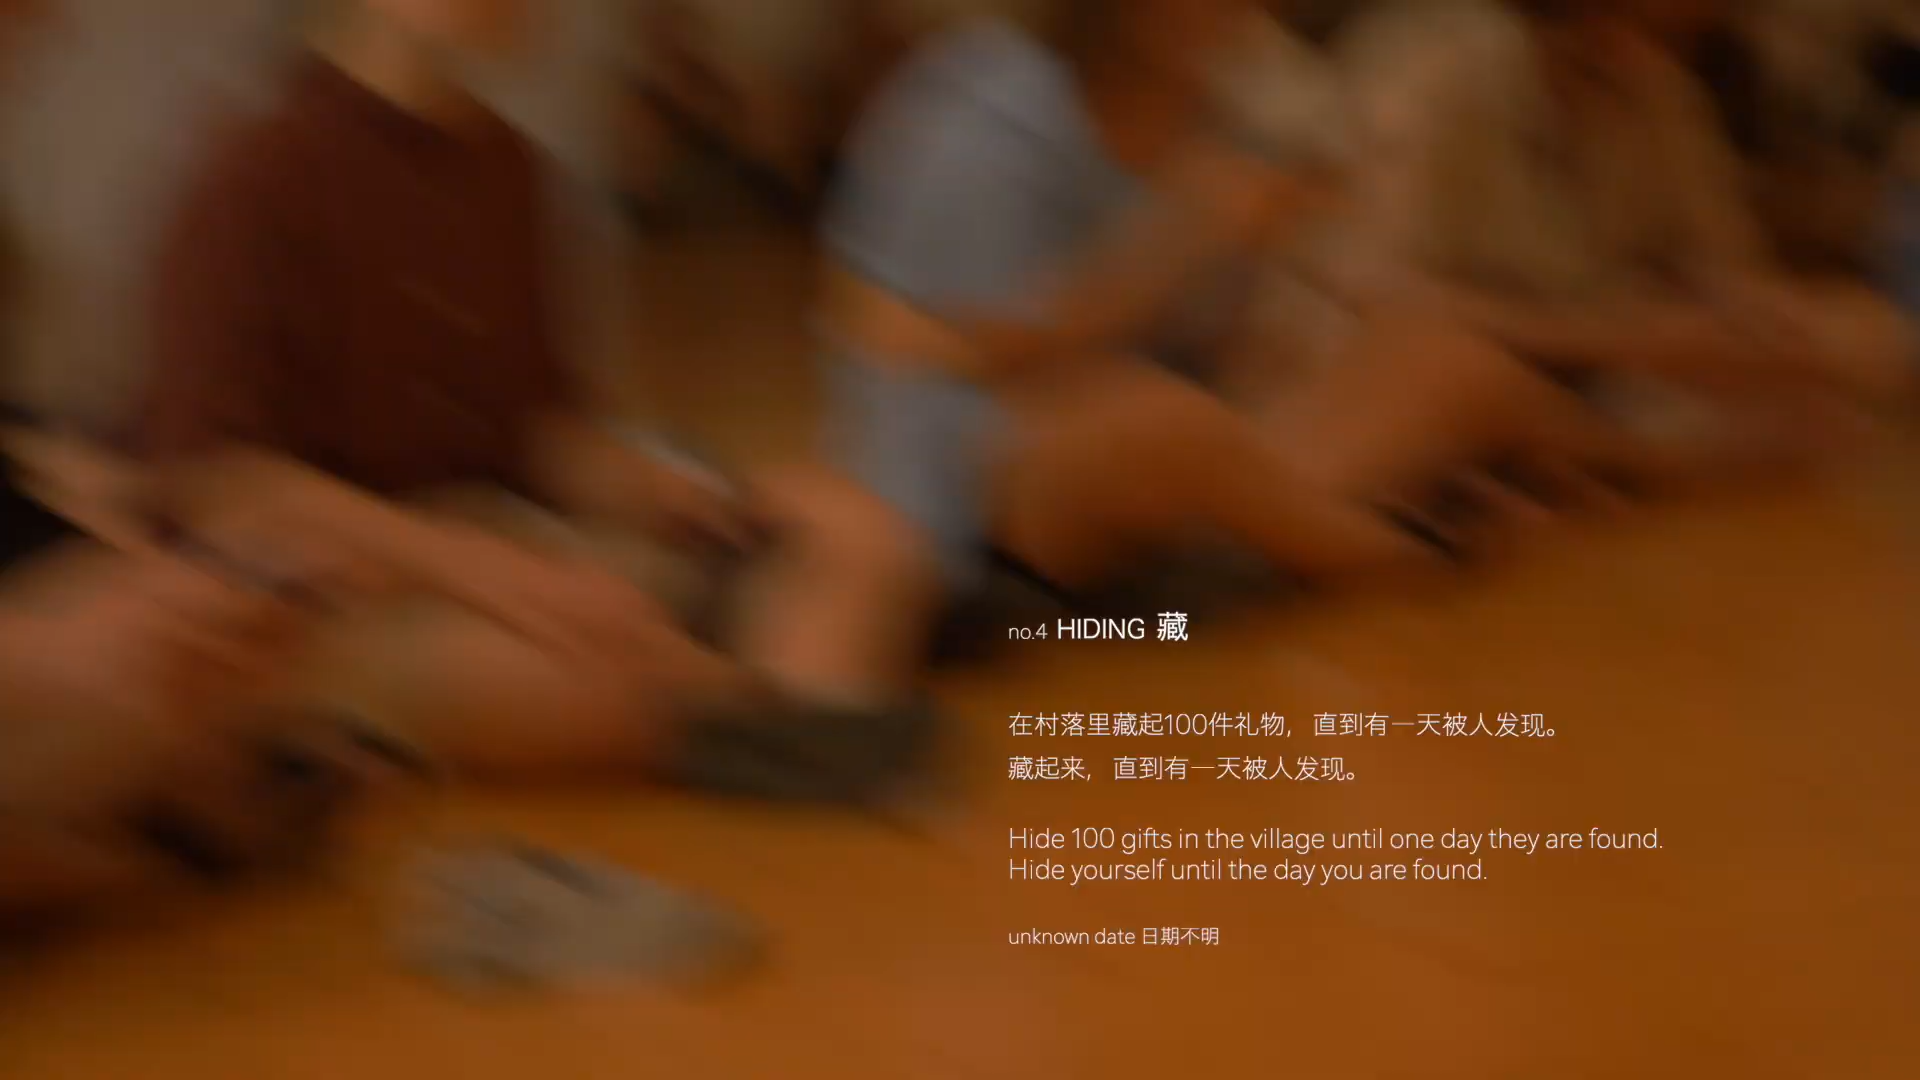 no.4 HIDING 藏
在村落里藏起100件礼物，直到有一天被人发现。
藏起来，直到有一天被人发现。
Hide 100 gifts in the village until one day they are found.
Hide yourself until the day you are found.
unknown date 日期不明